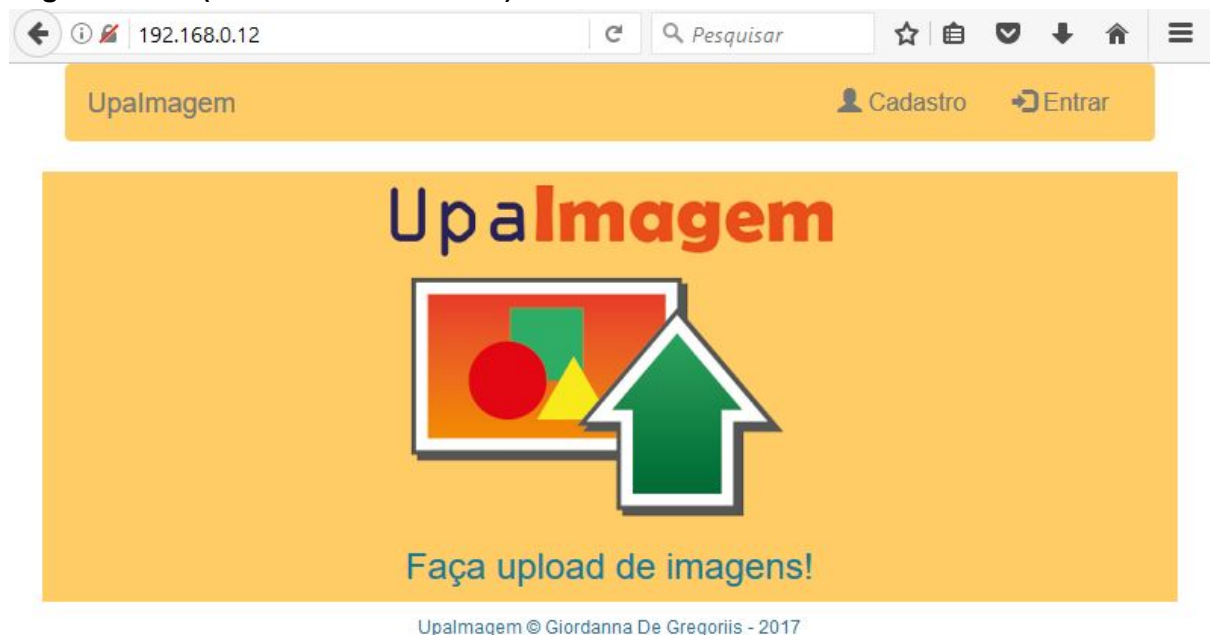 192.168.0.12 Pesquisar
UpaImagem Cadastro Entrar
UpaImagem
Faça upload de imagens!
UpaImagem © Giordanna De Gregoriis - 2017